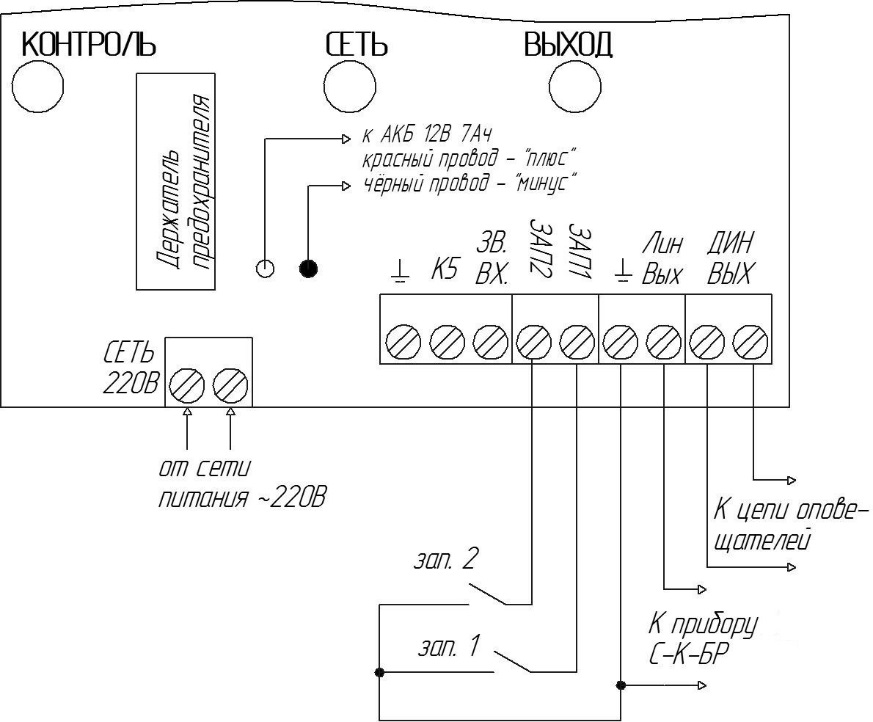 КОНТРОЛЬ
СЕТЬ
ВЫХОД
Держатель
предохранителя
к АКБ 12В 7Ач
красный провод – "плюс"
чёрный провод – "минус"
К5
ЗВ.
ВХ.
ЗАП2
ЗАП1
Лин
Вых
ДИН
ВЫХ
СЕТЬ
220В
от сети
питания ~220В
К цепи опове–
щателей
зап. 2
зап. 1
К прибору
С–К–БР